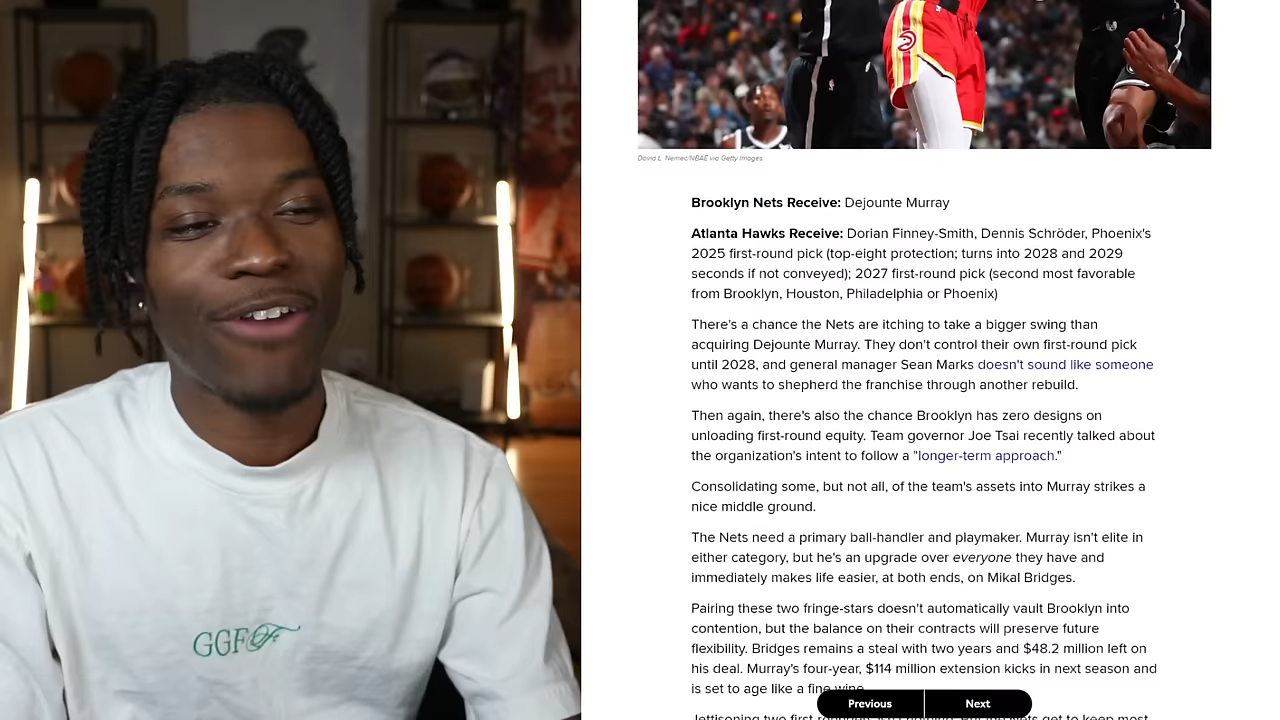 David L. Nemec/NBAE via Getty Images
Brooklyn Nets Receive: Dejounte Murray
Atlanta Hawks Receive: Dorian Finney-Smith, Dennis Schröder, Phoenix's
2025 first-round pick (top-eight protection; turns into 2028 and 2029
seconds if not conveyed); 2027 first-round pick (second most favorable
from Brooklyn, Houston, Philadelphia or Phoenix)
There's a chance the Nets are itching to take a bigger swing than
acquiring Dejounte Murray. They don't control their own first-round pick
until 2028, and general manager Sean Marks doesn't sound like someone
who wants to shepherd the franchise through another rebuild.
Then again, there's also the chance Brooklyn has zero designs on
unloading first-round equity. Team governor Joe Tsai recently talked about
the organization's intent to follow a "longer-term approach."
Consolidating some, but not all, of the team's assets into Murray strikes a
nice middle ground.
The Nets need a primary ball-handler and playmaker. Murray isn't elite in
either category, but he's an upgrade over everyone they have and
immediately makes life easier, at both ends, on Mikal Bridges.
Pairing these two fringe-stars doesn't automatically vault Brooklyn into
contention, but the balance on their contracts will preserve future
flexibility. Bridges remains a steal with two years and $48.2 million left on
his deal. Murray's four-year, $114 million extension kicks in next season and
is set to age like a fine wine.
Jettisoning two first
Previous Next
GGF